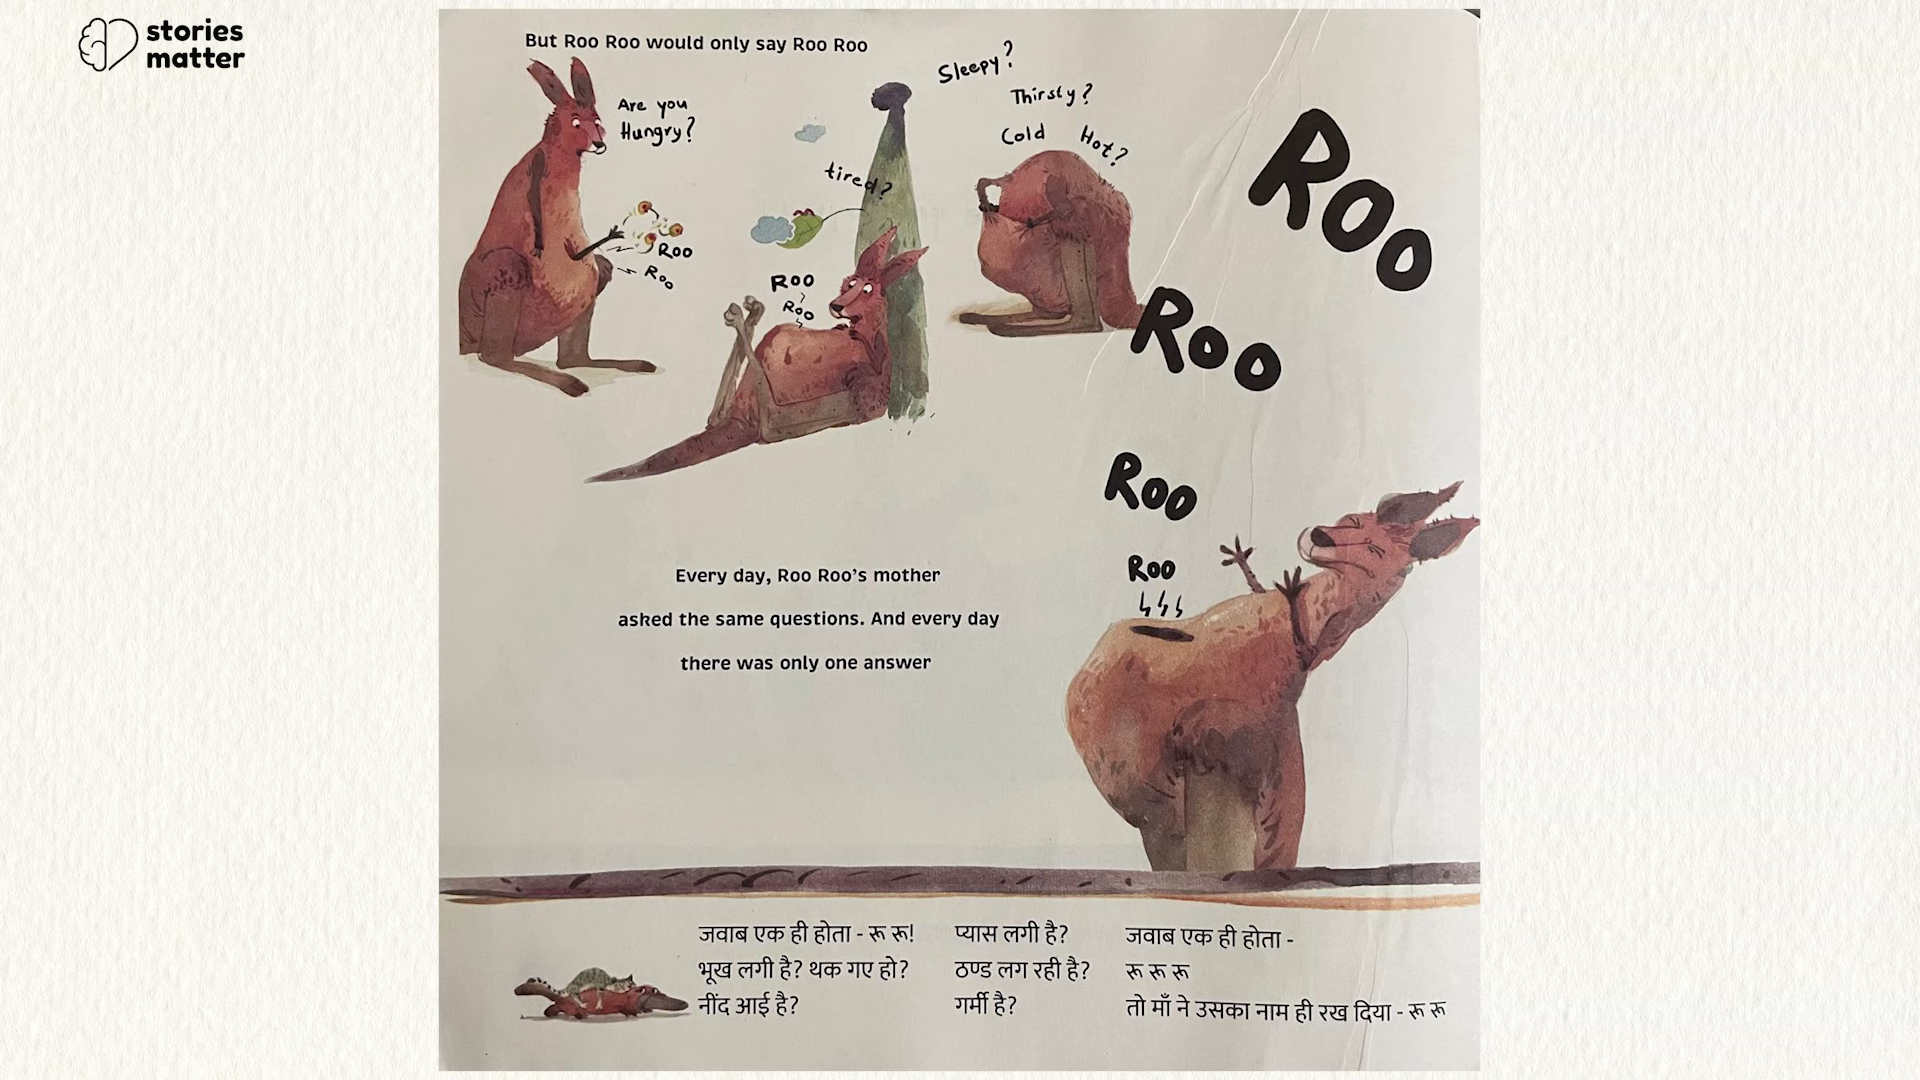 stories
matter
But Roo Roo would only say Roo Roo
Are you
Hungry?
Roo
Roo
tired?
Roo
Roo
Sleepy?
Thirsty?
Cold Hot?
Roo
Roo
Roo
Roo
Every day, Roo Roo's mother
asked the same questions. And every day
there was only one answer
जवाब एक ही होता - रू रू!
भूख लगी है? थक गए हो?
नींद आई है?
प्यास लगी है?
ठण्ड लग रही है?
गर्मी है?
जवाब एक ही होता -
रू रू रू
तो माँ ने उसका नाम ही रख दिया - रू रू